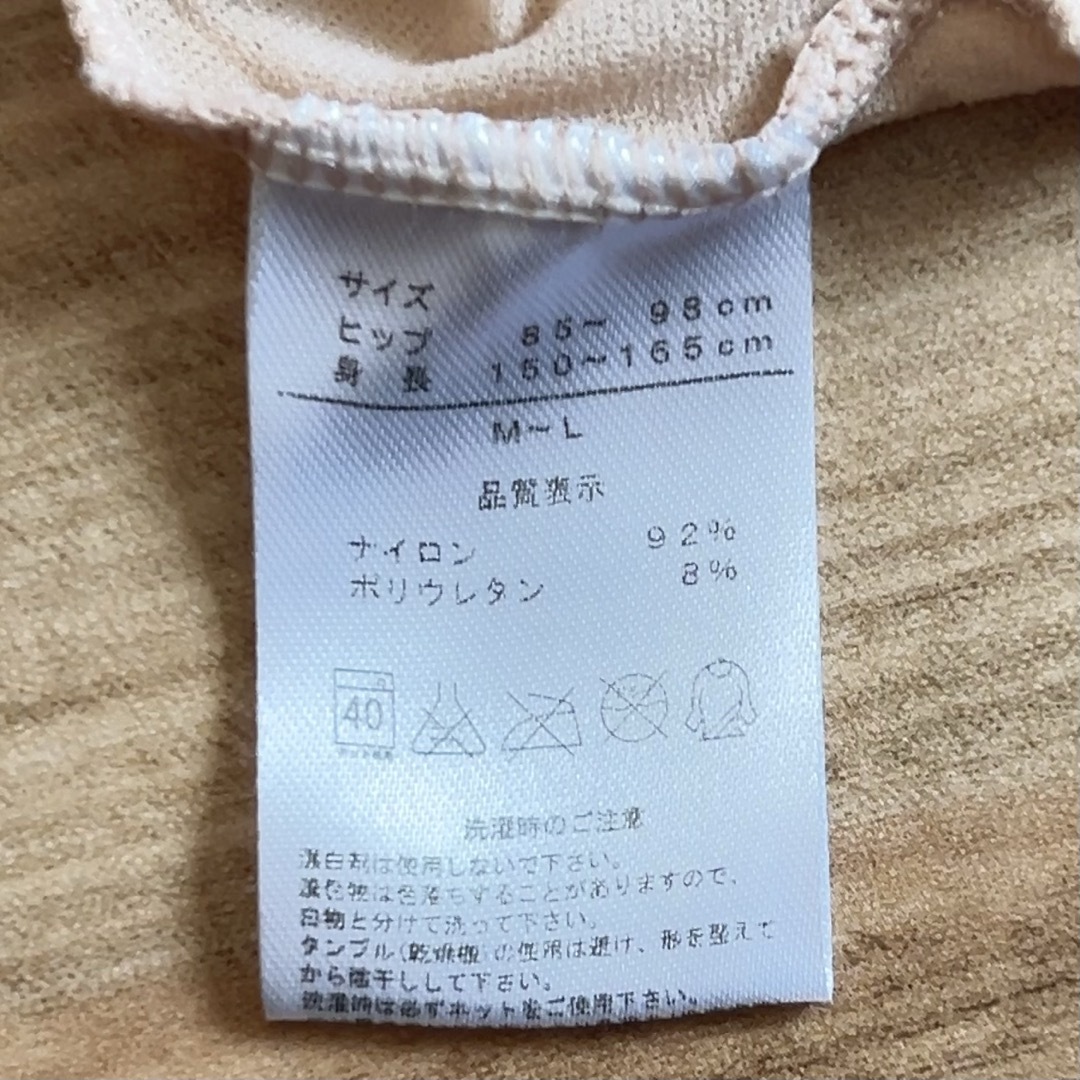 サイズ
ヒップ 85～ 98cm
身 長 150～165cm
M～L
品質表示
ナイロン 92%
ポリウレタン 8%
40
洗濯時のご注意
漂白剤は使用しないで下さい。
濃色物は色落ちすることがありますので、
白物と分けて洗って下さい。
タンブル(乾燥機)の使用は避け、形を整えて
から陰干しして下さい。
洗濯時は必ずネットをご使用下さい。